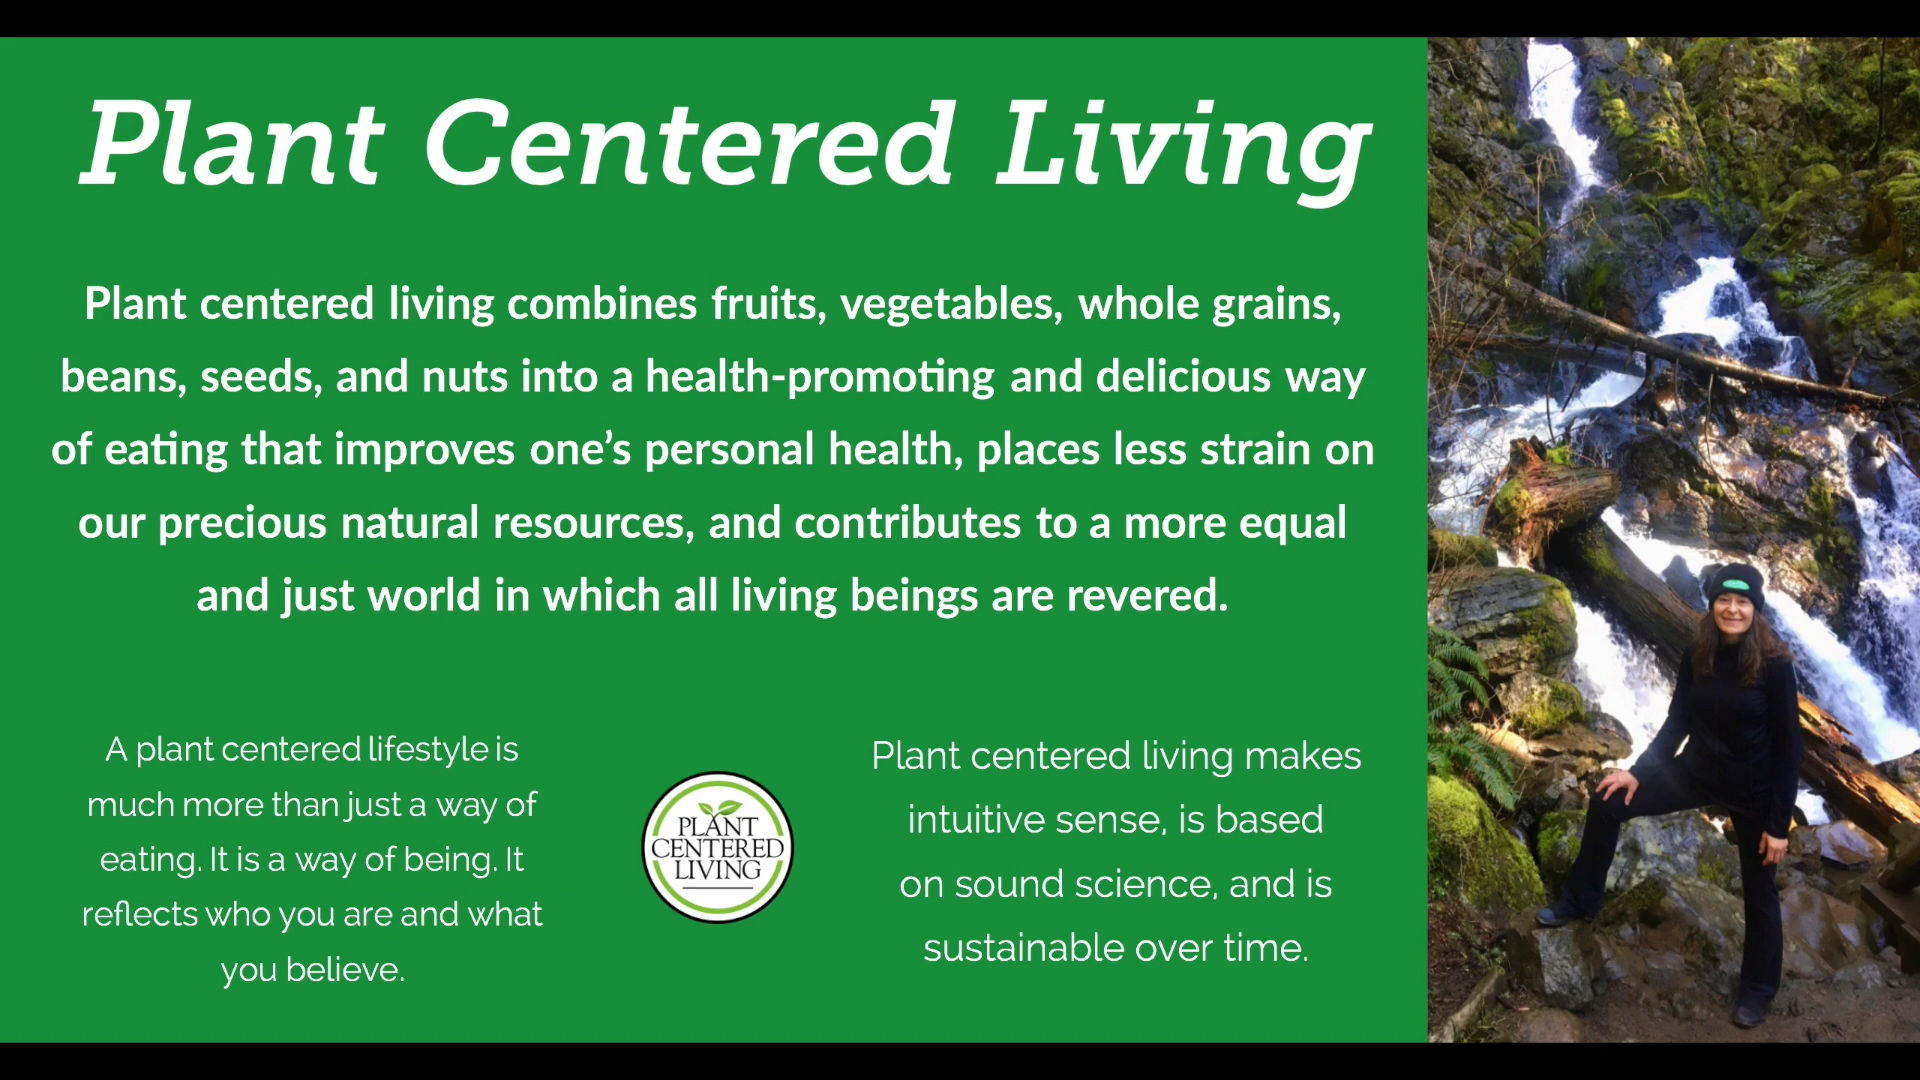 Plant Centered Living
Plant centered living combines fruits, vegetables, whole grains,
beans, seeds, and nuts into a health-promoting and delicious way
of eating that improves one’s personal health, places less strain on
our precious natural resources, and contributes to a more equal
and just world in which all living beings are revered.
A plant centered lifestyle is
much more than just a way of
eating. It is a way of being. It
reflects who you are and what
you believe.
PLANT
CENTERED
LIVING
Plant centered living makes
intuitive sense, is based
on sound science, and is
sustainable over time.